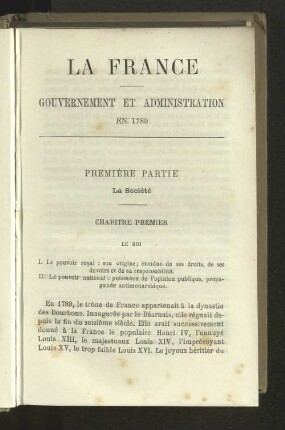 LA FRANCE
GOUVERNEMENT ET ADMINISTRATION
EN 1789
PREMIÈRE PARTIE
La Société
CHAPITRE PREMIER
LE ROI
I. Le pouvoir royal : son origine ; étendue de ses droits, de ses
devoirs et de sa responsabilité.
II. Le pouvoir national : puissance de l'opinion publique, propa-
gande antimonarchique.
En 1789, le trône de France appartenait à la dynastie
des Bourbons. Inaugurée par le Béarnais, elle régnait de-
puis la fin du seizième siècle. Elle avait successivement
donné à la France le populaire Henri IV, l'ennuyé
Louis XIII, le majestueux Louis XIV, l'imprévoyant
Louis XV, le trop faible Louis XVI. Le joyeux héritier du